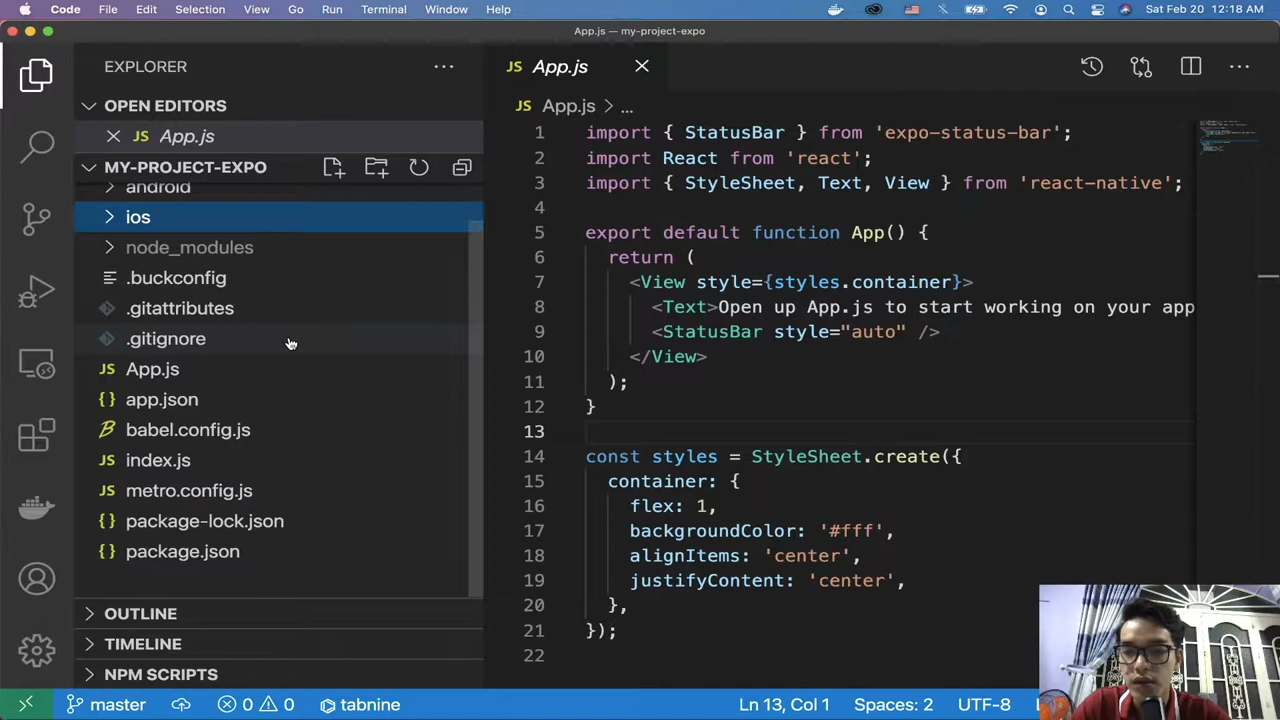 Code File Edit Selection View Go Run Terminal Window Help Sat Feb 20 12:18 AM
App.js — my-project-expo
EXPLORER
OPEN EDITORS
JS App.js
MY-PROJECT-EXPO
android
ios
node_modules
.buckconfig
.gitattributes
.gitignore
JS App.js
{} app.json
babel.config.js
JS index.js
JS metro.config.js
{} package-lock.json
{} package.json
OUTLINE
TIMELINE
NPM SCRIPTS
JS App.js
JS App.js > ...
1 import { StatusBar } from 'expo-status-bar';
2 import React from 'react';
3 import { StyleSheet, Text, View } from 'react-native';
4
5 export default function App() {
6 return (
7 <View style={styles.container}>
8 <Text>Open up App.js to start working on your app
9 <StatusBar style="auto" />
10 </View>
11 );
12 }
13
14 const styles = StyleSheet.create({
15 container: {
16 flex: 1,
17 backgroundColor: '#fff',
18 alignItems: 'center',
19 justifyContent: 'center',
20 },
21 });
22
master 0 0 tabnine Ln 13, Col 1 Spaces: 2 UTF-8